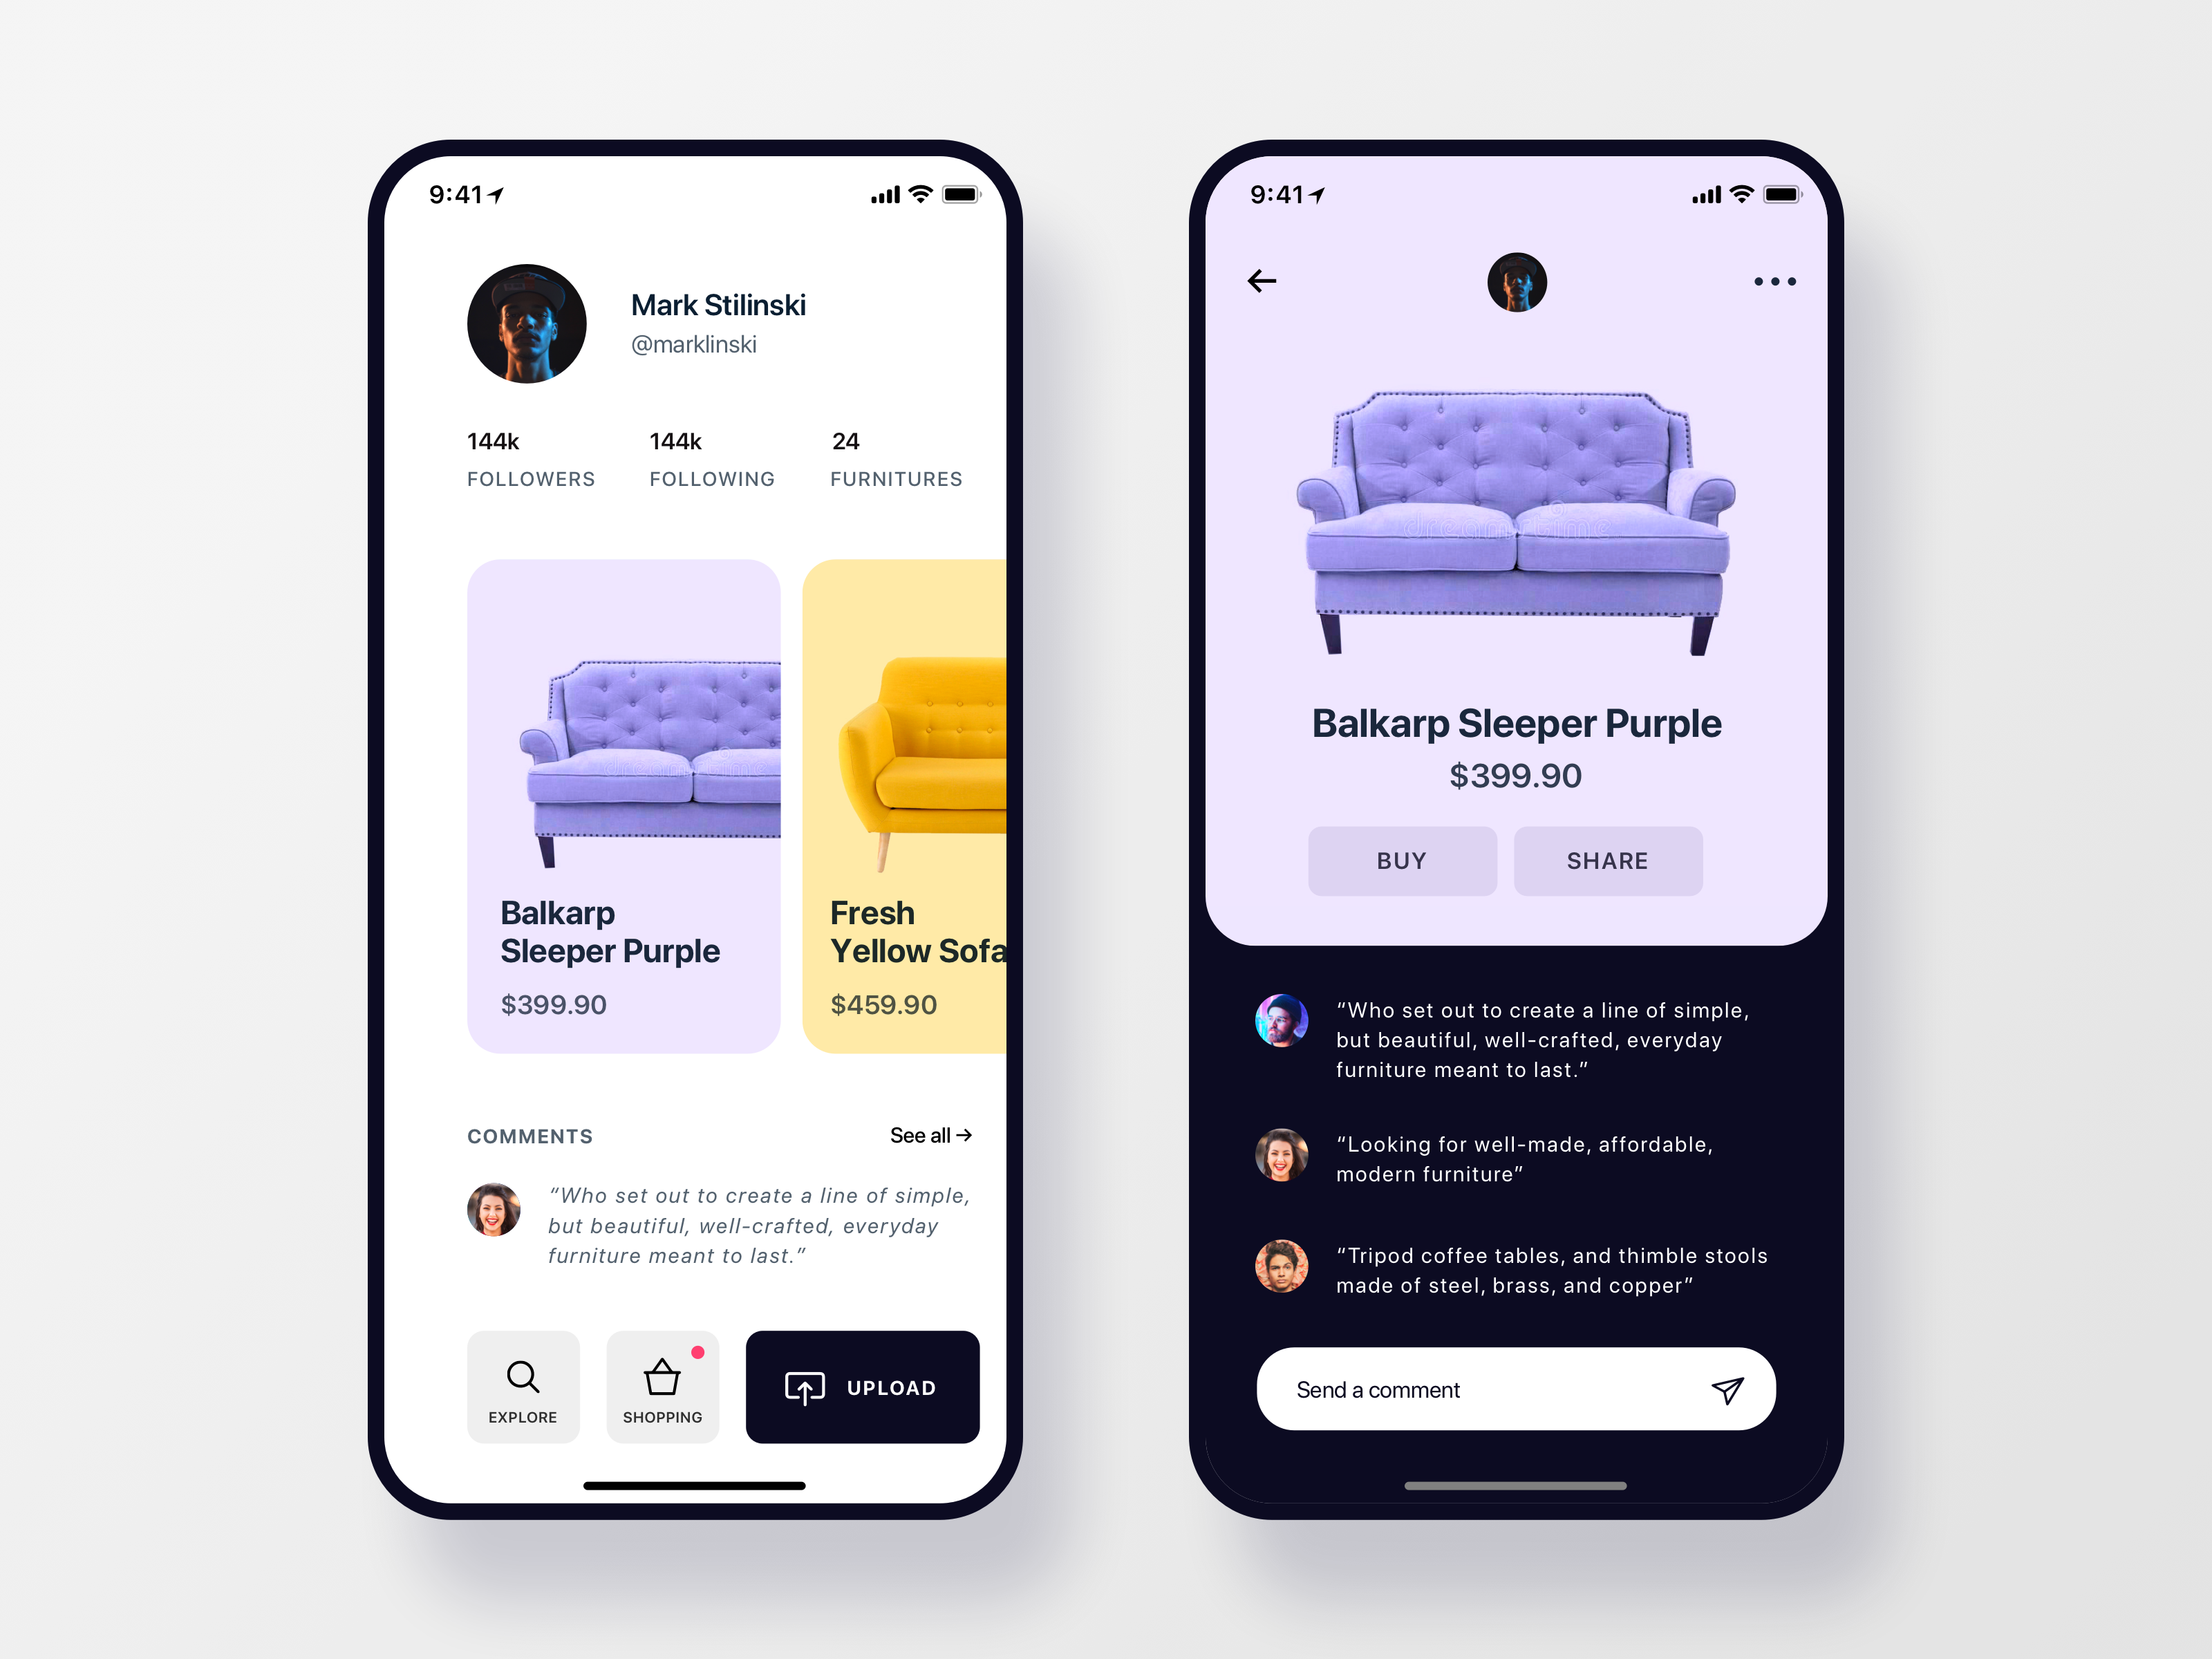 9:41
Mark Stilinski
@marklinski
144k
FOLLOWERS
144k
FOLLOWING
24
FURNITURES
Balkarp
Sleeper Purple
$399.90
Fresh
Yellow Sofa
$459.90
COMMENTS
See all →
“Who set out to create a line of simple,
but beautiful, well-crafted, everyday
furniture meant to last.”
EXPLORE
SHOPPING
UPLOAD
9:41
dreamstime
Balkarp Sleeper Purple
$399.90
BUY
SHARE
“Who set out to create a line of simple,
but beautiful, well-crafted, everyday
furniture meant to last.”
“Looking for well-made, affordable,
modern furniture”
“Tripod coffee tables, and thimble stools
made of steel, brass, and copper”
Send a comment